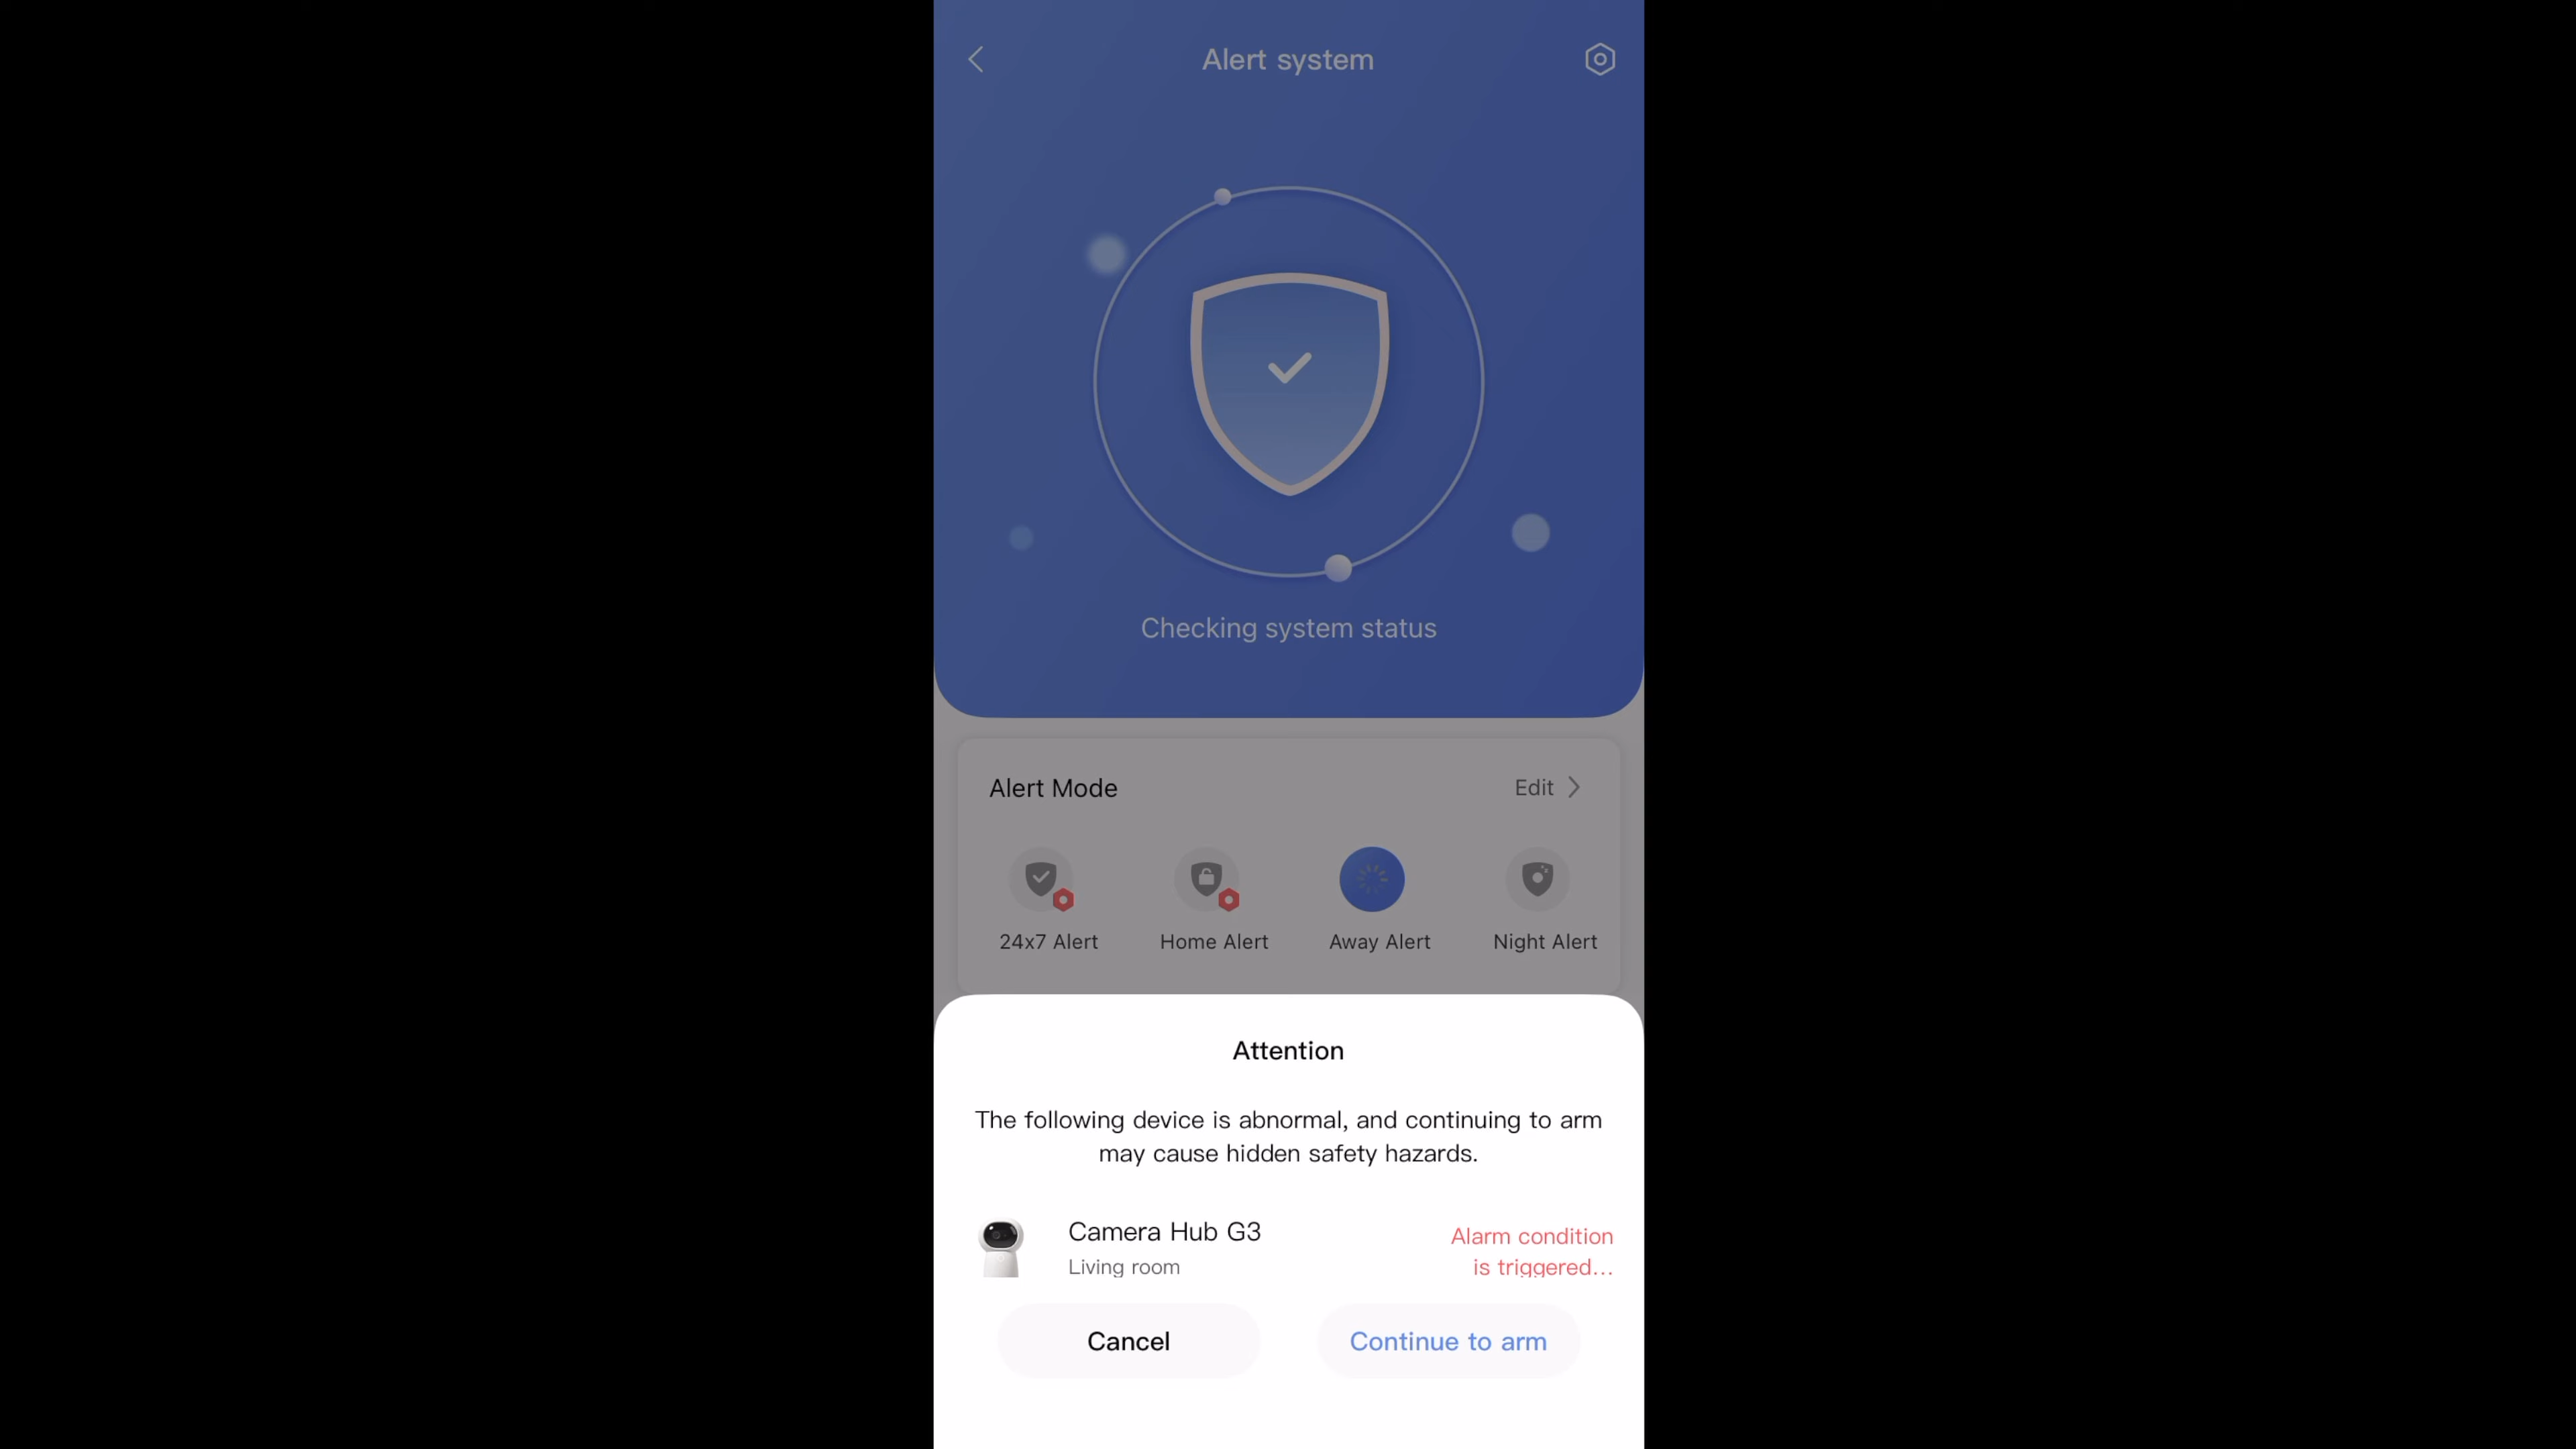 Alert system
Checking system status
Alert Mode
Edit
24x7 Alert
Home Alert
Away Alert
Night Alert
Attention
The following device is abnormal, and continuing to arm
may cause hidden safety hazards.
Camera Hub G3
Living room
Alarm condition
is triggered...
Cancel
Continue to arm